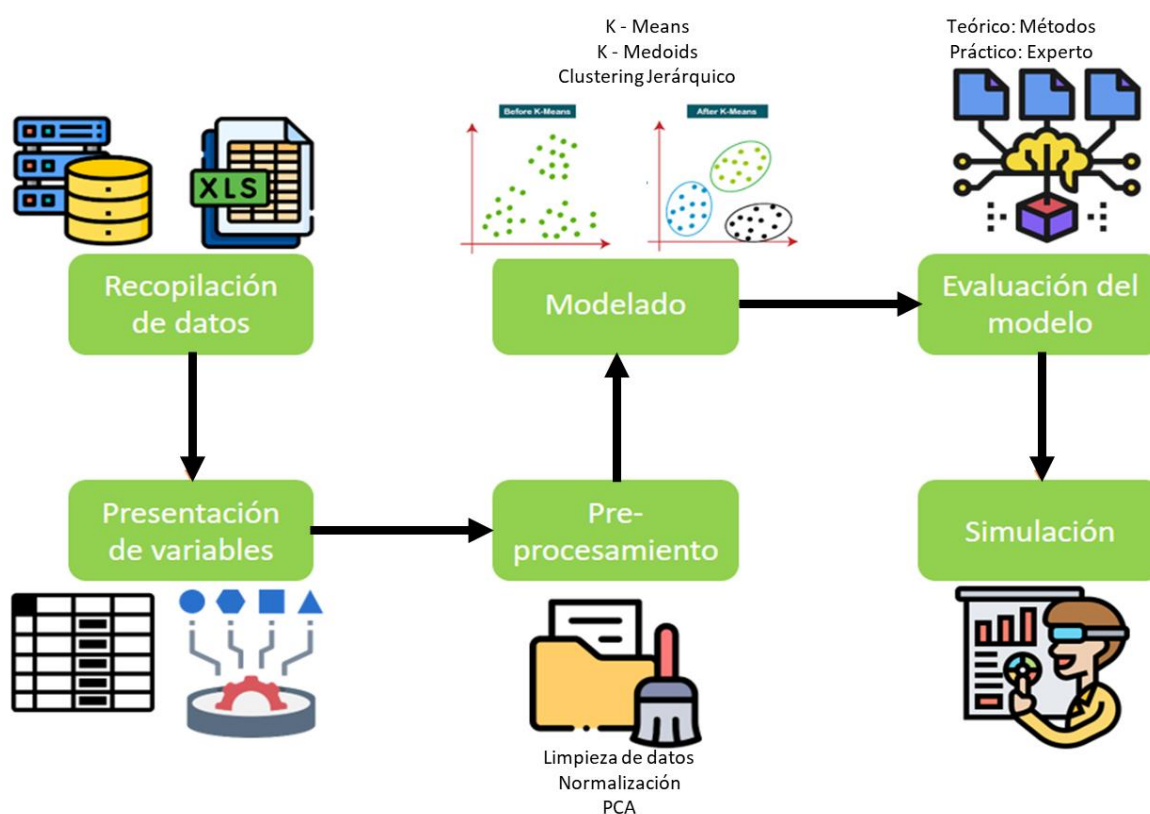 K - Means
K - Medoids
Clustering Jerárquico
Teórico: Métodos
Práctico: Experto
Before K-Means
After K-Means
XLS
Recopilación
de datos
Modelado
Evaluación del
modelo
Presentación
de variables
Pre-
procesamiento
Simulación
Limpieza de datos
Normalización
PCA